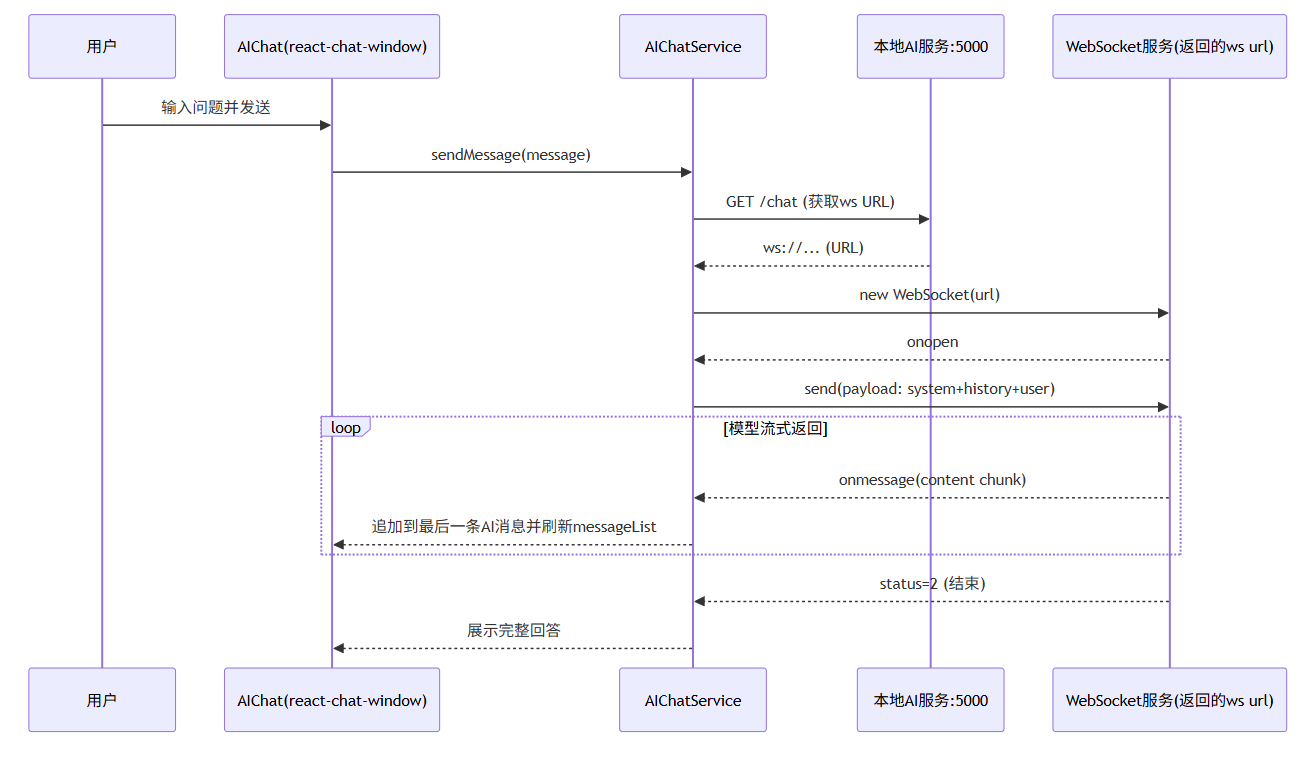 用户
AIChat(react-chat-window)
AIChatService
本地AI服务:5000
WebSocket服务(返回的ws url)
输入问题并发送
sendMessage(message)
GET /chat (获取ws URL)
ws://... (URL)
new WebSocket(url)
onopen
send(payload: system+history+user)
loop
[模型流式返回]
onmessage(content chunk)
追加到最后一条AI消息并刷新messageList
status=2 (结束)
展示完整回答
用户
AIChat(react-chat-window)
AIChatService
本地AI服务:5000
WebSocket服务(返回的ws url)